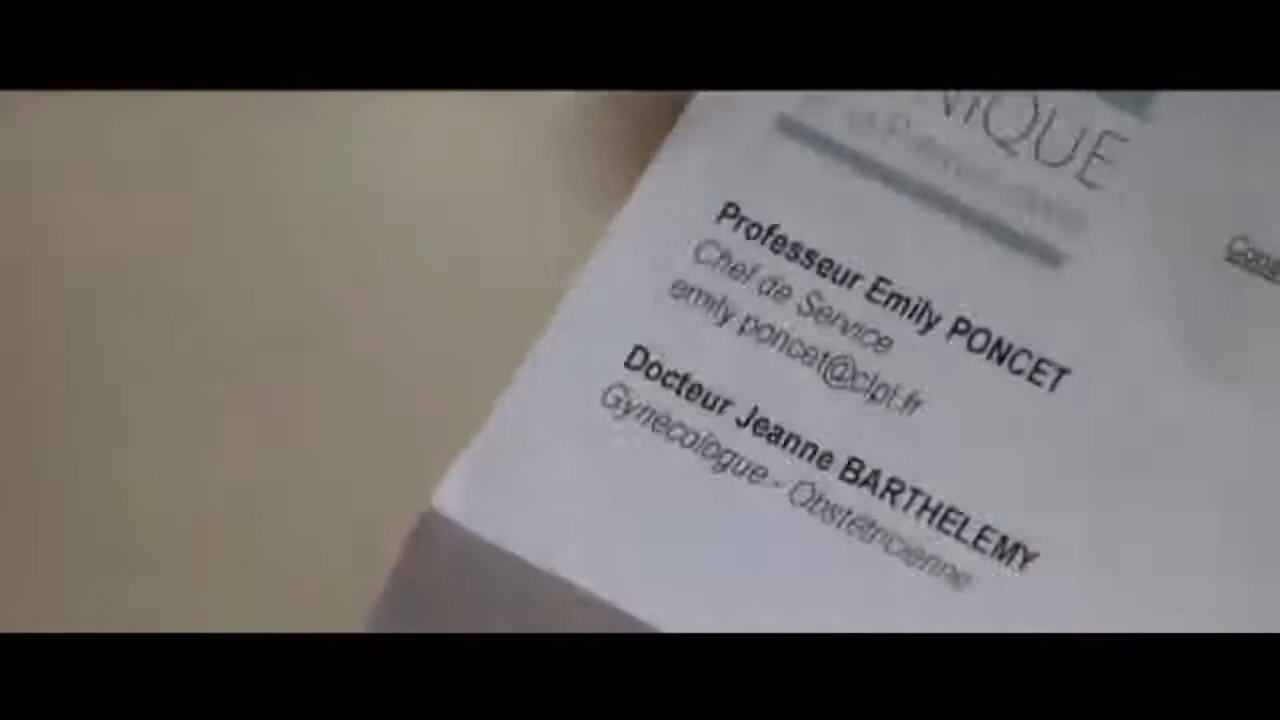 NIQUE
Professeur Emily PONCET
Chef de Service
emily.poncet@clpt.fr
Docteur Jeanne BARTHELEMY
Gynécologue - Obstétricienne